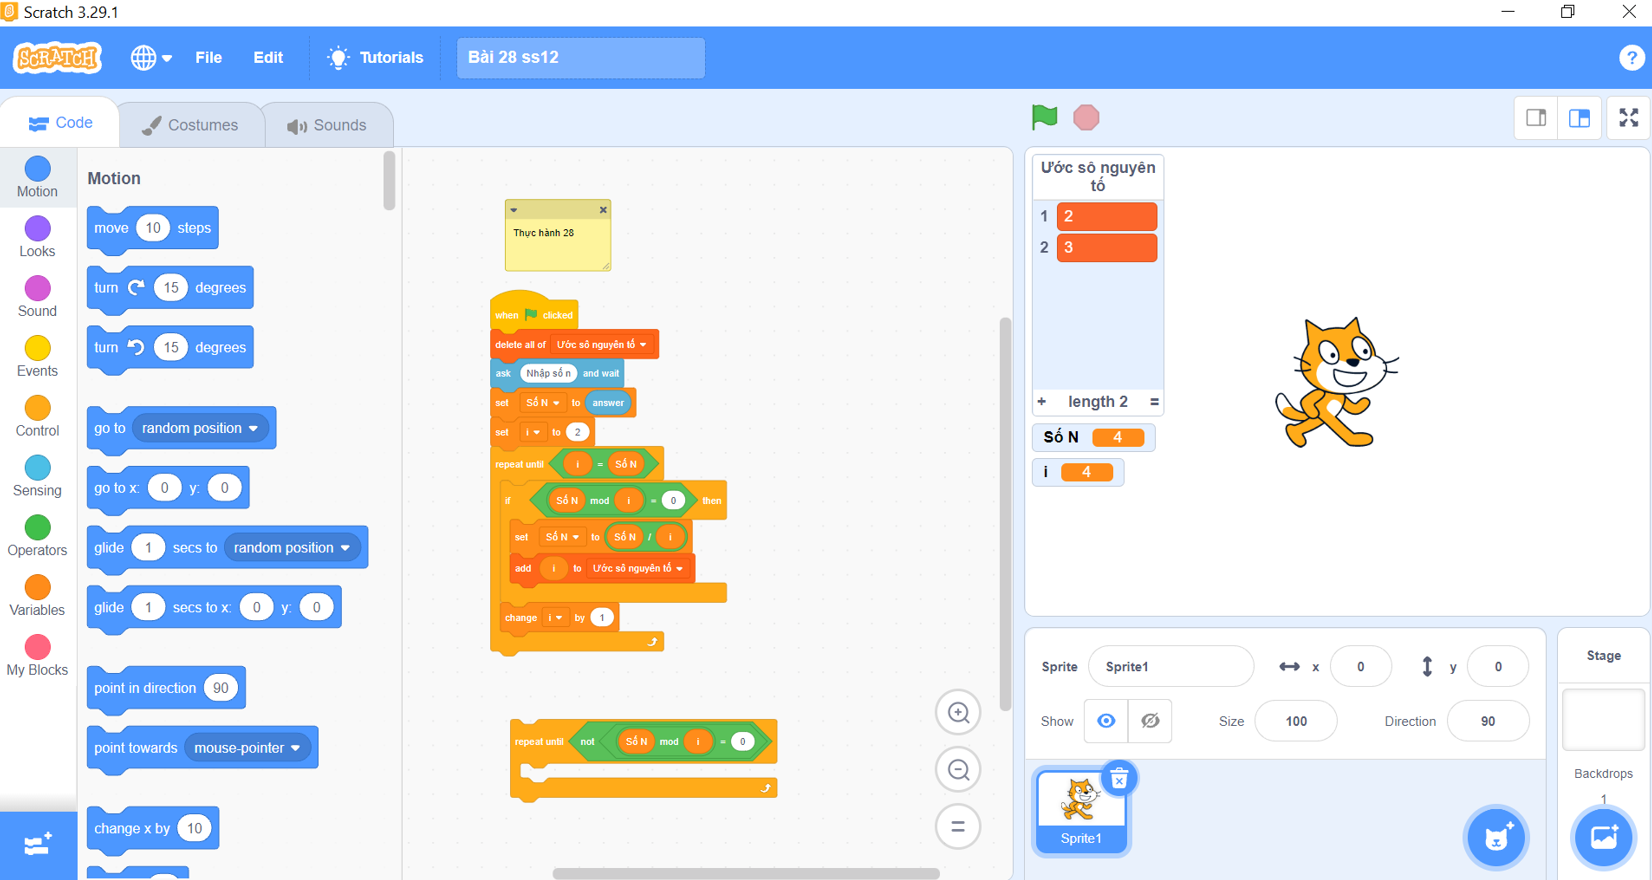 Scratch 3.29.1
SCRATCH
File
Edit
Tutorials
Bài 28 ss12
?
Code
Costumes
Sounds
Motion
Looks
Sound
Events
Control
Sensing
Operators
Variables
My Blocks
Motion
move 10 steps
turn 15 degrees
turn 15 degrees
go to random position
go to x: 0 y: 0
glide 1 secs to random position
glide 1 secs to x: 0 y: 0
point in direction 90
point towards mouse-pointer
change x by 10
Thực hành 28
when clicked
delete all of Ước số nguyên tố
ask Nhập số n and wait
set Số N to answer
set i to 2
repeat until i = Số N
if Số N mod i = 0 then
set Số N to Số N / i
add i to Ước số nguyên tố
change i by 1
repeat until not Số N mod i = 0
Ước số nguyên
tố
1 2
2 3
+ length 2 =
Số N 4
i 4
Sprite Sprite1 x 0 y 0
Show Size 100 Direction 90
Sprite1
Stage
Backdrops
1